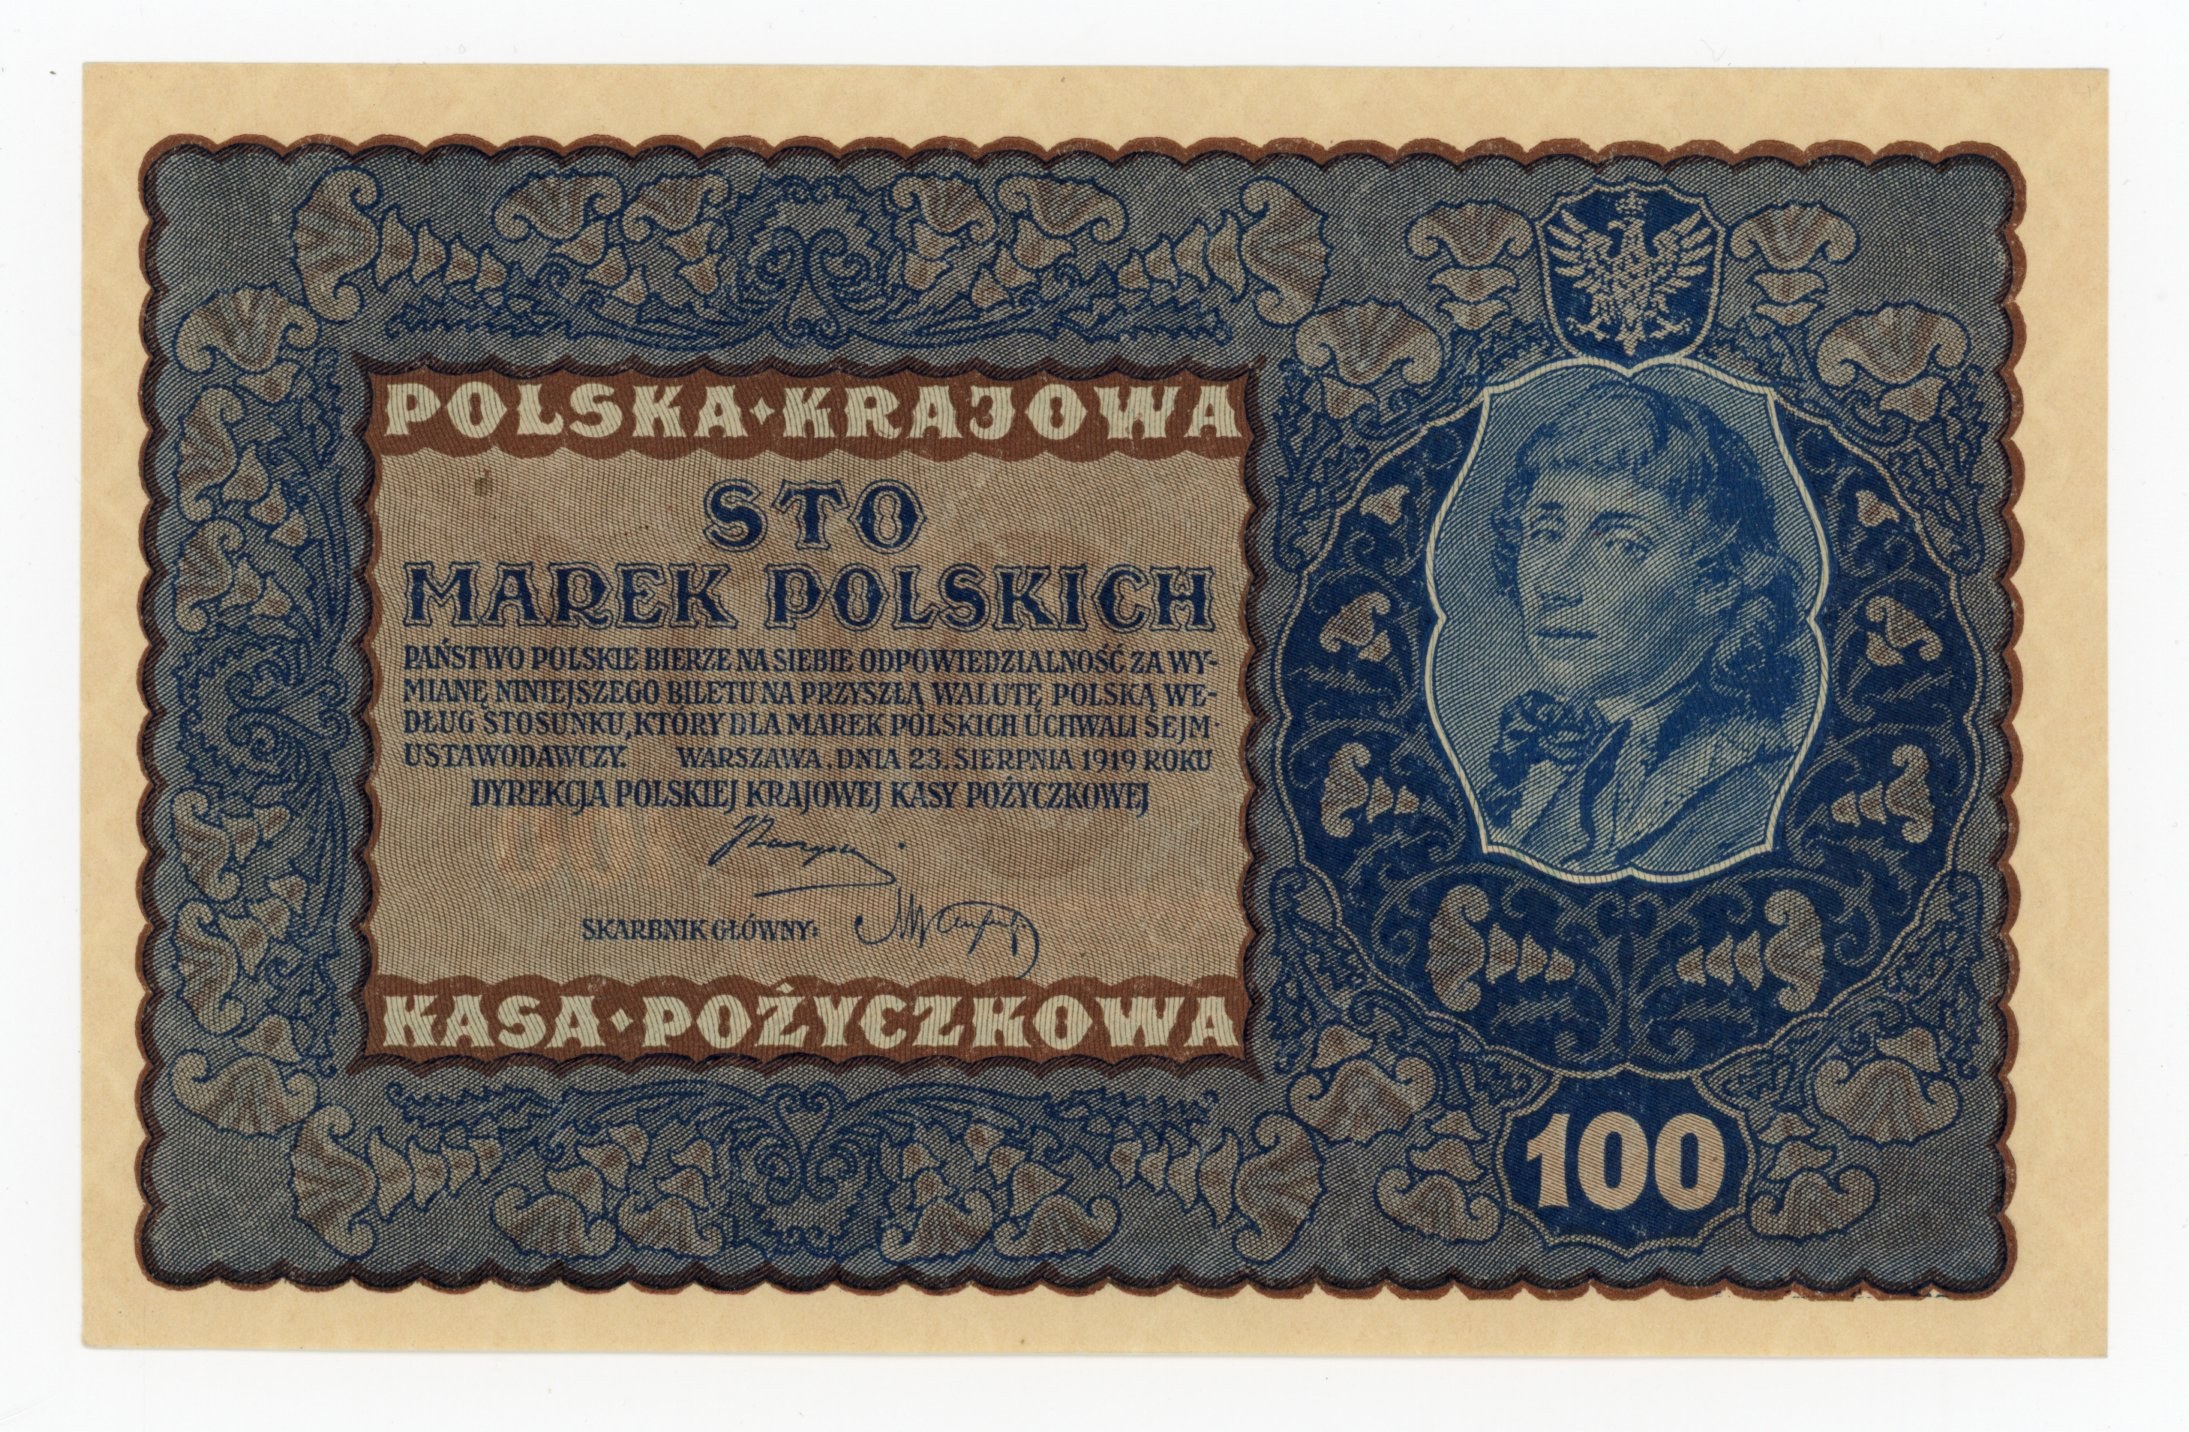 POLSKA·KRAJOWA
STO
MAREK POLSKICH
PAŃSTWO POLSKIE BIERZE NA SIEBIE ODPOWIEDZIALNOŚĆ ZA WY-
MIANĘ NINIEJSZEGO BILETU NA PRZYSZŁĄ WALUTĘ POLSKĄ WE-
DŁUG STOSUNKU, KTÓRY DLA MAREK POLSKICH UCHWALI SEJM·
USTAWODAWCZY. WARSZAWA, DNIA 23. SIERPNIA 1919 ROKU
DYREKCJA POLSKIEJ KRAJOWEJ KASY POŻYCZKOWEJ
SKARBNIK GŁÓWNY:
KASA·POŻYCZKOWA
100